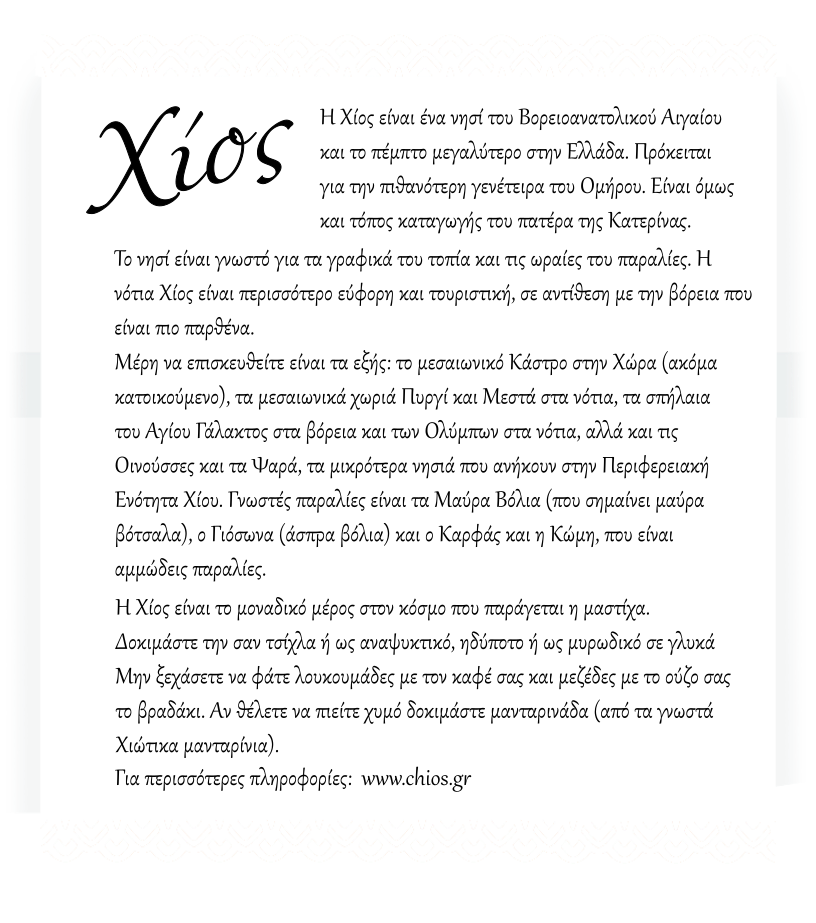 Χίος
Η Χίος είναι ένα νησί του Βορειοανατολικού Αιγαίου
και το πέμπτο μεγαλύτερο στην Ελλάδα. Πρόκειται
για την πιθανότερη γενέτειρα του Ομήρου. Είναι όμως
και τόπος καταγωγής του πατέρα της Κατερίνας.
Το νησί είναι γνωστό για τα γραφικά του τοπία και τις ωραίες του παραλίες. Η
νότια Χίος είναι περισσότερο εύφορη και τουριστική, σε αντίθεση με την βόρεια που
είναι πιο παρθένα.
Μέρη να επισκευθείτε είναι τα εξής: το μεσαιωνικό Κάστρο στην Χώρα (ακόμα
κατοικούμενο), τα μεσαιωνικά χωριά Πυργί και Μεστά στα νότια, τα σπήλαια
του Αγίου Γάλακτος στα βόρεια και των Ολύμπων στα νότια, αλλά και τις
Οινούσσες και τα Ψαρά, τα μικρότερα νησιά που ανήκουν στην Περιφερειακή
Ενότητα Χίου. Γνωστές παραλίες είναι τα Μαύρα Βόλια (που σημαίνει μαύρα
βότσαλα), ο Γιόσωνα (άσπρα βόλια) και ο Καρφάς και η Κώμη, που είναι
αμμώδεις παραλίες.
Η Χίος είναι το μοναδικό μέρος στον κόσμο που παράγεται η μαστίχα.
Δοκιμάστε την σαν τσίχλα ή ως αναψυκτικό, ηδύποτο ή ως μυρωδικό σε γλυκά
Μην ξεχάσετε να φάτε λουκουμάδες με τον καφέ σας και μεζέδες με το ούζο σας
το βραδάκι. Αν θέλετε να πιείτε χυμό δοκιμάστε μανταρινάδα (από τα γνωστά
Χιώτικα μανταρίνια).
Για περισσότερες πληροφορίες: www.chios.gr